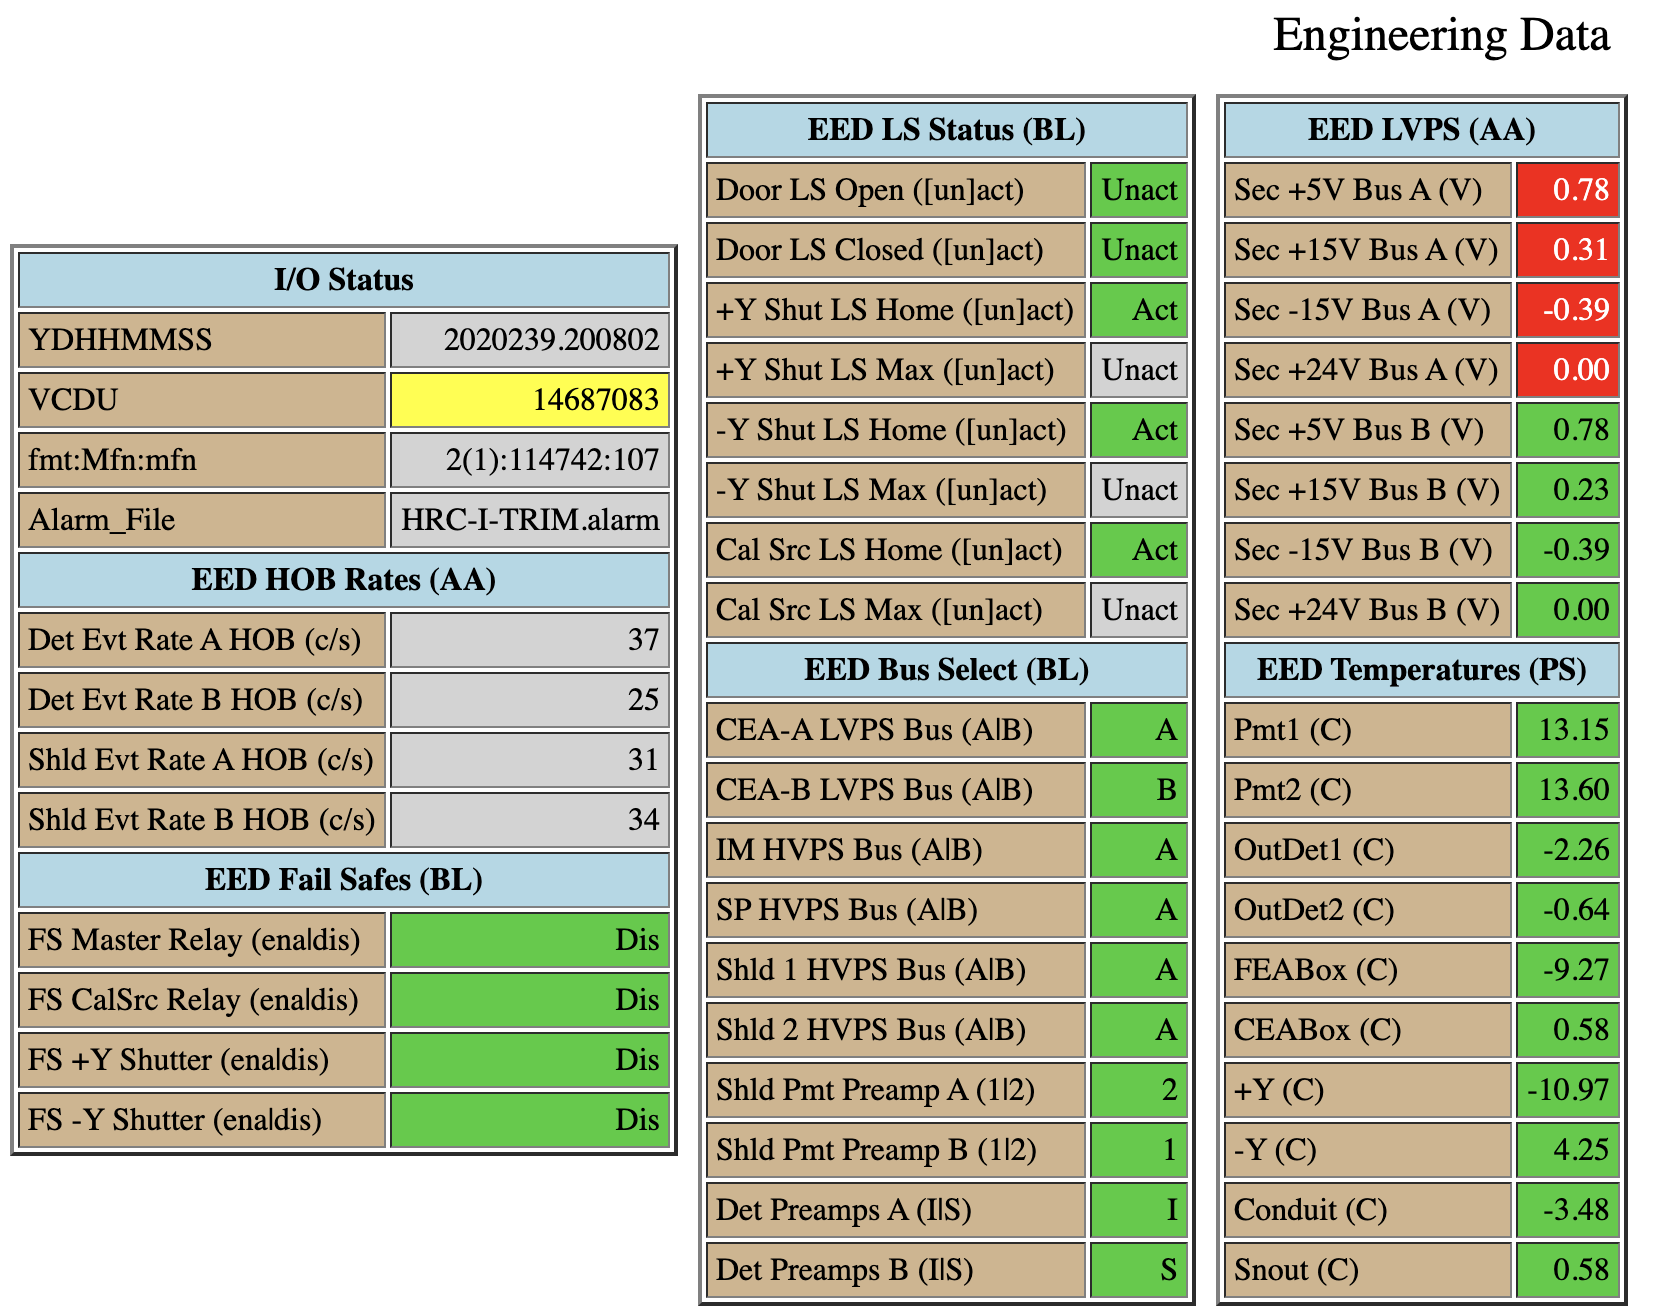 Engineering Data
I/O Status
YDHHMMSS 2020239.200802
VCDU 14687083
fmt:Mfn:mfn 2(1):114742:107
Alarm_File HRC-I-TRIM.alarm
EED HOB Rates (AA)
Det Evt Rate A HOB (c/s) 37
Det Evt Rate B HOB (c/s) 25
Shld Evt Rate A HOB (c/s) 31
Shld Evt Rate B HOB (c/s) 34
EED Fail Safes (BL)
FS Master Relay (ena|dis) Dis
FS CalSrc Relay (ena|dis) Dis
FS +Y Shutter (ena|dis) Dis
FS -Y Shutter (ena|dis) Dis
EED LS Status (BL)
Door LS Open ([un]act) Unact
Door LS Closed ([un]act) Unact
+Y Shut LS Home ([un]act) Act
+Y Shut LS Max ([un]act) Unact
-Y Shut LS Home ([un]act) Act
-Y Shut LS Max ([un]act) Unact
Cal Src LS Home ([un]act) Act
Cal Src LS Max ([un]act) Unact
EED Bus Select (BL)
CEA-A LVPS Bus (A|B) A
CEA-B LVPS Bus (A|B) B
IM HVPS Bus (A|B) A
SP HVPS Bus (A|B) A
Shld 1 HVPS Bus (A|B) A
Shld 2 HVPS Bus (A|B) A
Shld Pmt Preamp A (1|2) 2
Shld Pmt Preamp B (1|2) 1
Det Preamps A (I|S) I
Det Preamps B (I|S) S
EED LVPS (AA)
Sec +5V Bus A (V) 0.78
Sec +15V Bus A (V) 0.31
Sec -15V Bus A (V) -0.39
Sec +24V Bus A (V) 0.00
Sec +5V Bus B (V) 0.78
Sec +15V Bus B (V) 0.23
Sec -15V Bus B (V) -0.39
Sec +24V Bus B (V) 0.00
EED Temperatures (PS)
Pmt1 (C) 13.15
Pmt2 (C) 13.60
OutDet1 (C) -2.26
OutDet2 (C) -0.64
FEABox (C) -9.27
CEABox (C) 0.58
+Y (C) -10.97
-Y (C) 4.25
Conduit (C) -3.48
Snout (C) 0.58